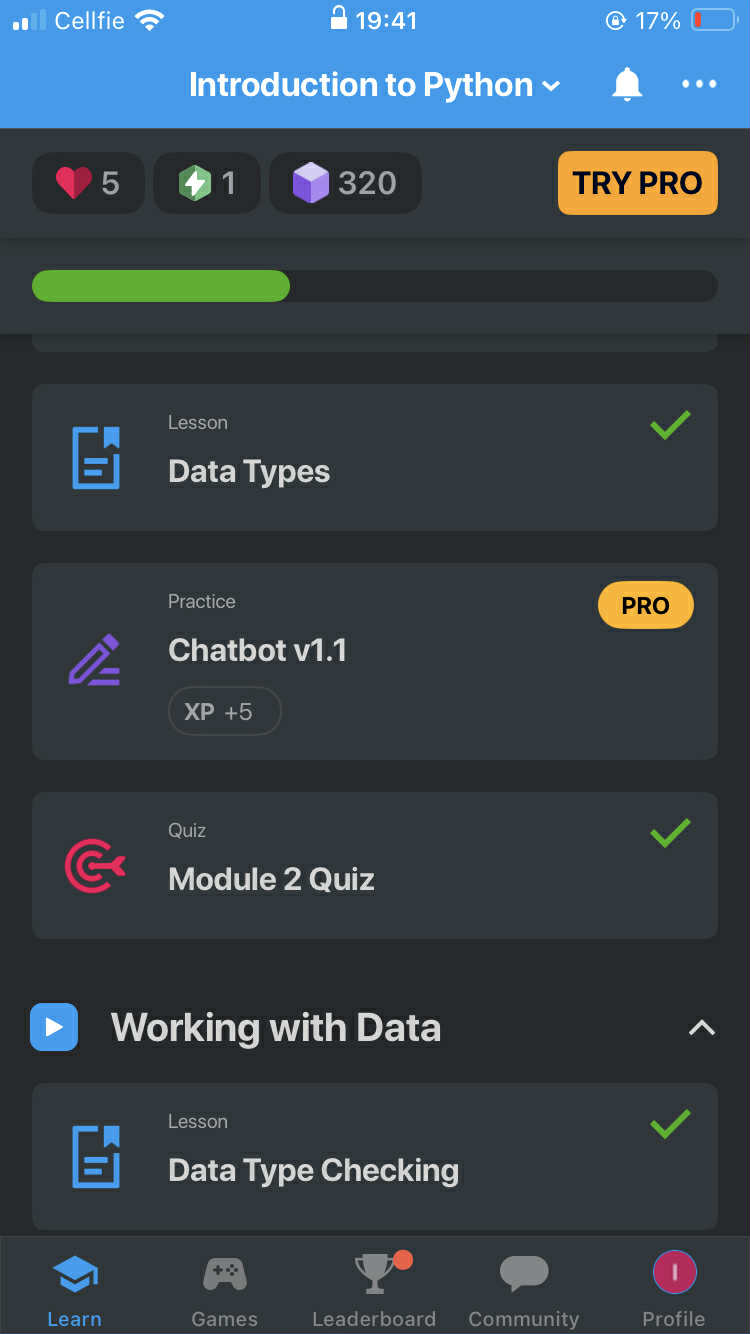 Cellfie 19:41 17%
Introduction to Python
5 1 320 TRY PRO
Lesson
Data Types
Practice
PRO
Chatbot v1.1
XP +5
Quiz
Module 2 Quiz
Working with Data
Lesson
Data Type Checking
I
Learn Games Leaderboard Community Profile